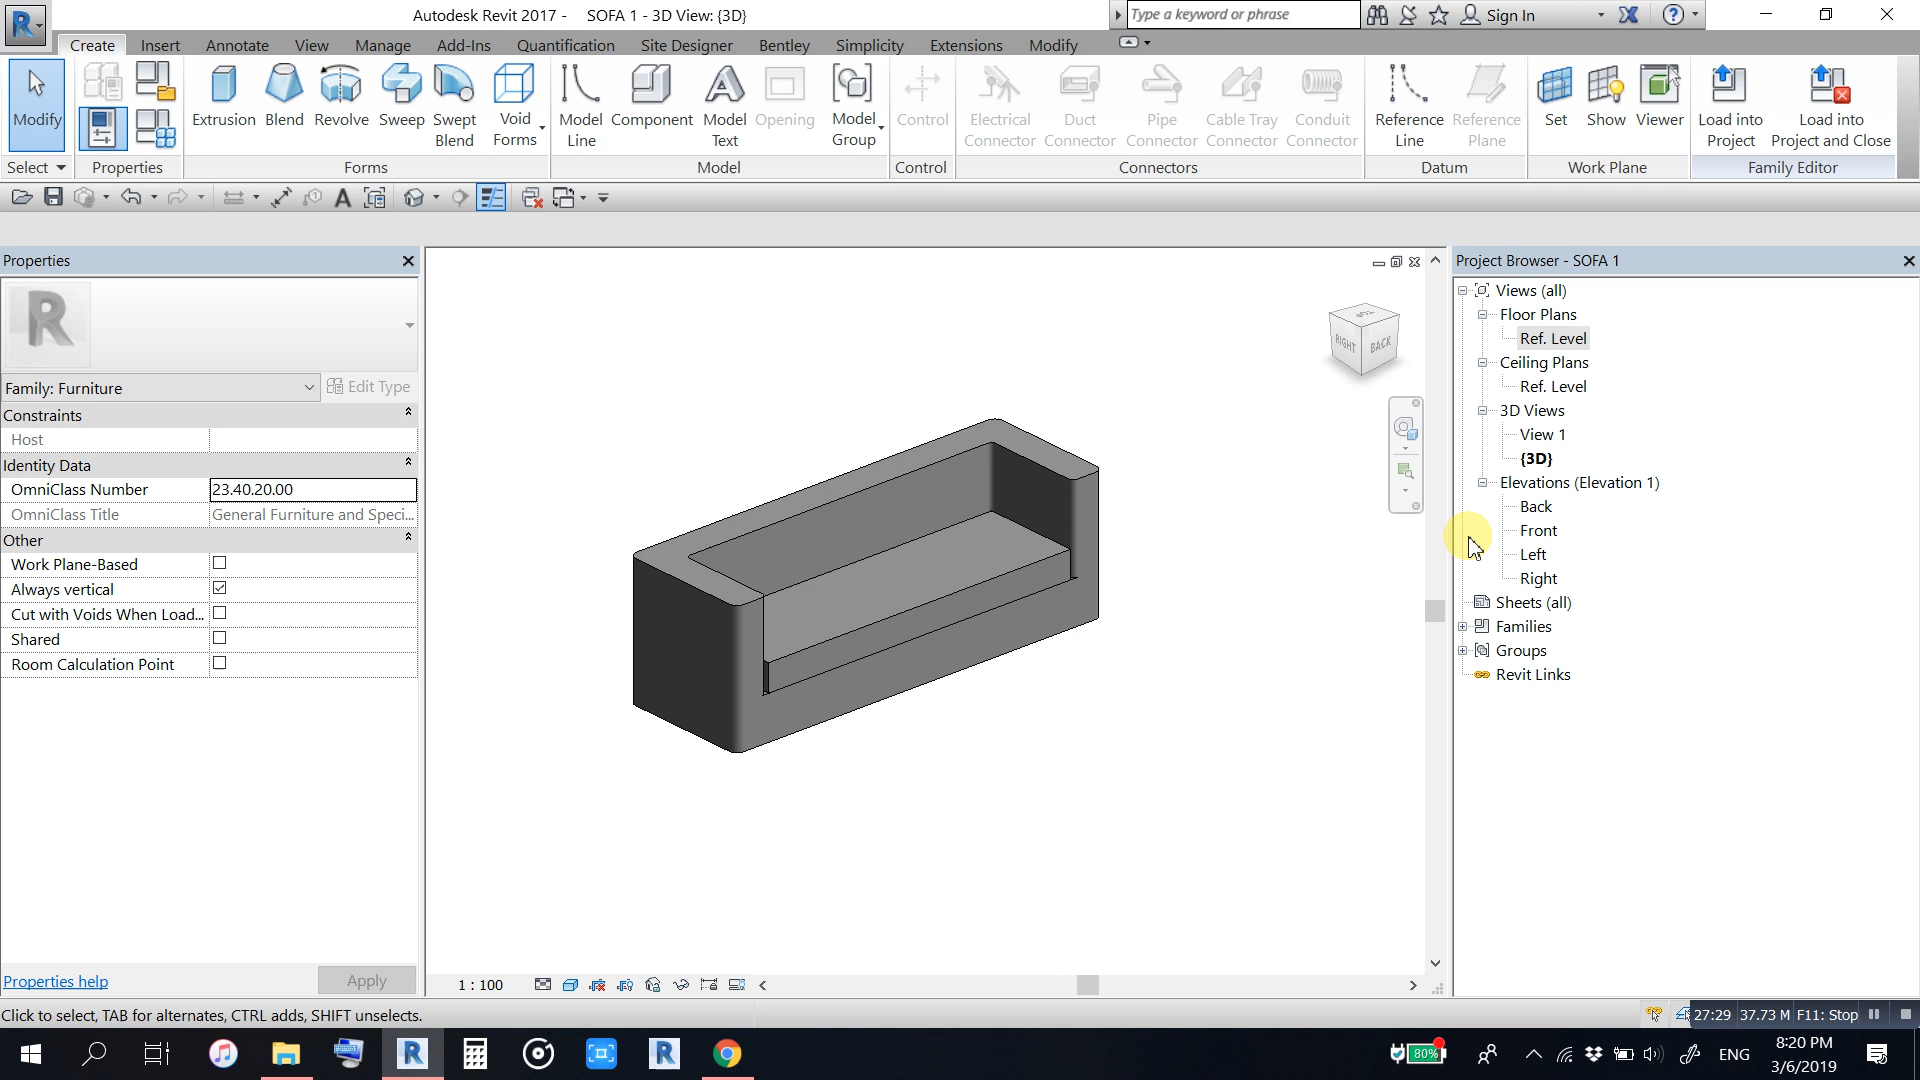 Autodesk Revit 2017 - SOFA 1 - 3D View: {3D}
Type a keyword or phrase
Sign In
Create Insert Annotate View Manage Add-Ins Quantification Site Designer Bentley Simplicity Extensions Modify
Modify
Extrusion Blend Revolve Sweep Swept Blend Void Forms
Model Line Component Model Text Opening Model Group
Control
Electrical Connector Duct Connector Pipe Connector Cable Tray Connector Conduit Connector
Reference Line Reference Plane
Set Show Viewer
Load into Project Load into Project and Close
Select Properties Forms Model Control Connectors Datum Work Plane Family Editor
Properties
Family: Furniture
Edit Type
Constraints
Host
Identity Data
OmniClass Number 23.40.20.00
OmniClass Title General Furniture and Speci...
Other
Work Plane-Based
Always vertical
Cut with Voids When Load...
Shared
Room Calculation Point
Properties help
Apply
TOP
RIGHT BACK
1 : 100
Project Browser - SOFA 1
Views (all)
Floor Plans
Ref. Level
Ceiling Plans
Ref. Level
3D Views
View 1
{3D}
Elevations (Elevation 1)
Back
Front
Left
Right
Sheets (all)
Families
Groups
Revit Links
Click to select, TAB for alternates, CTRL adds, SHIFT unselects.
27:29 37.73 M F11: Stop
80%
ENG
8:20 PM
3/6/2019